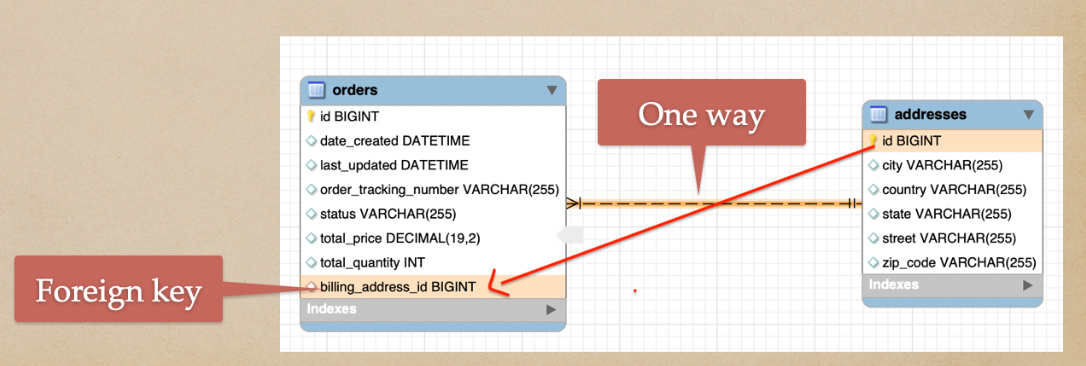 orders
id BIGINT
date_created DATETIME
last_updated DATETIME
order_tracking_number VARCHAR(255)
status VARCHAR(255)
total_price DECIMAL(19,2)
total_quantity INT
billing_address_id BIGINT
Indexes
Foreign key
One way
addresses
id BIGINT
city VARCHAR(255)
country VARCHAR(255)
state VARCHAR(255)
street VARCHAR(255)
zip_code VARCHAR(255)
Indexes